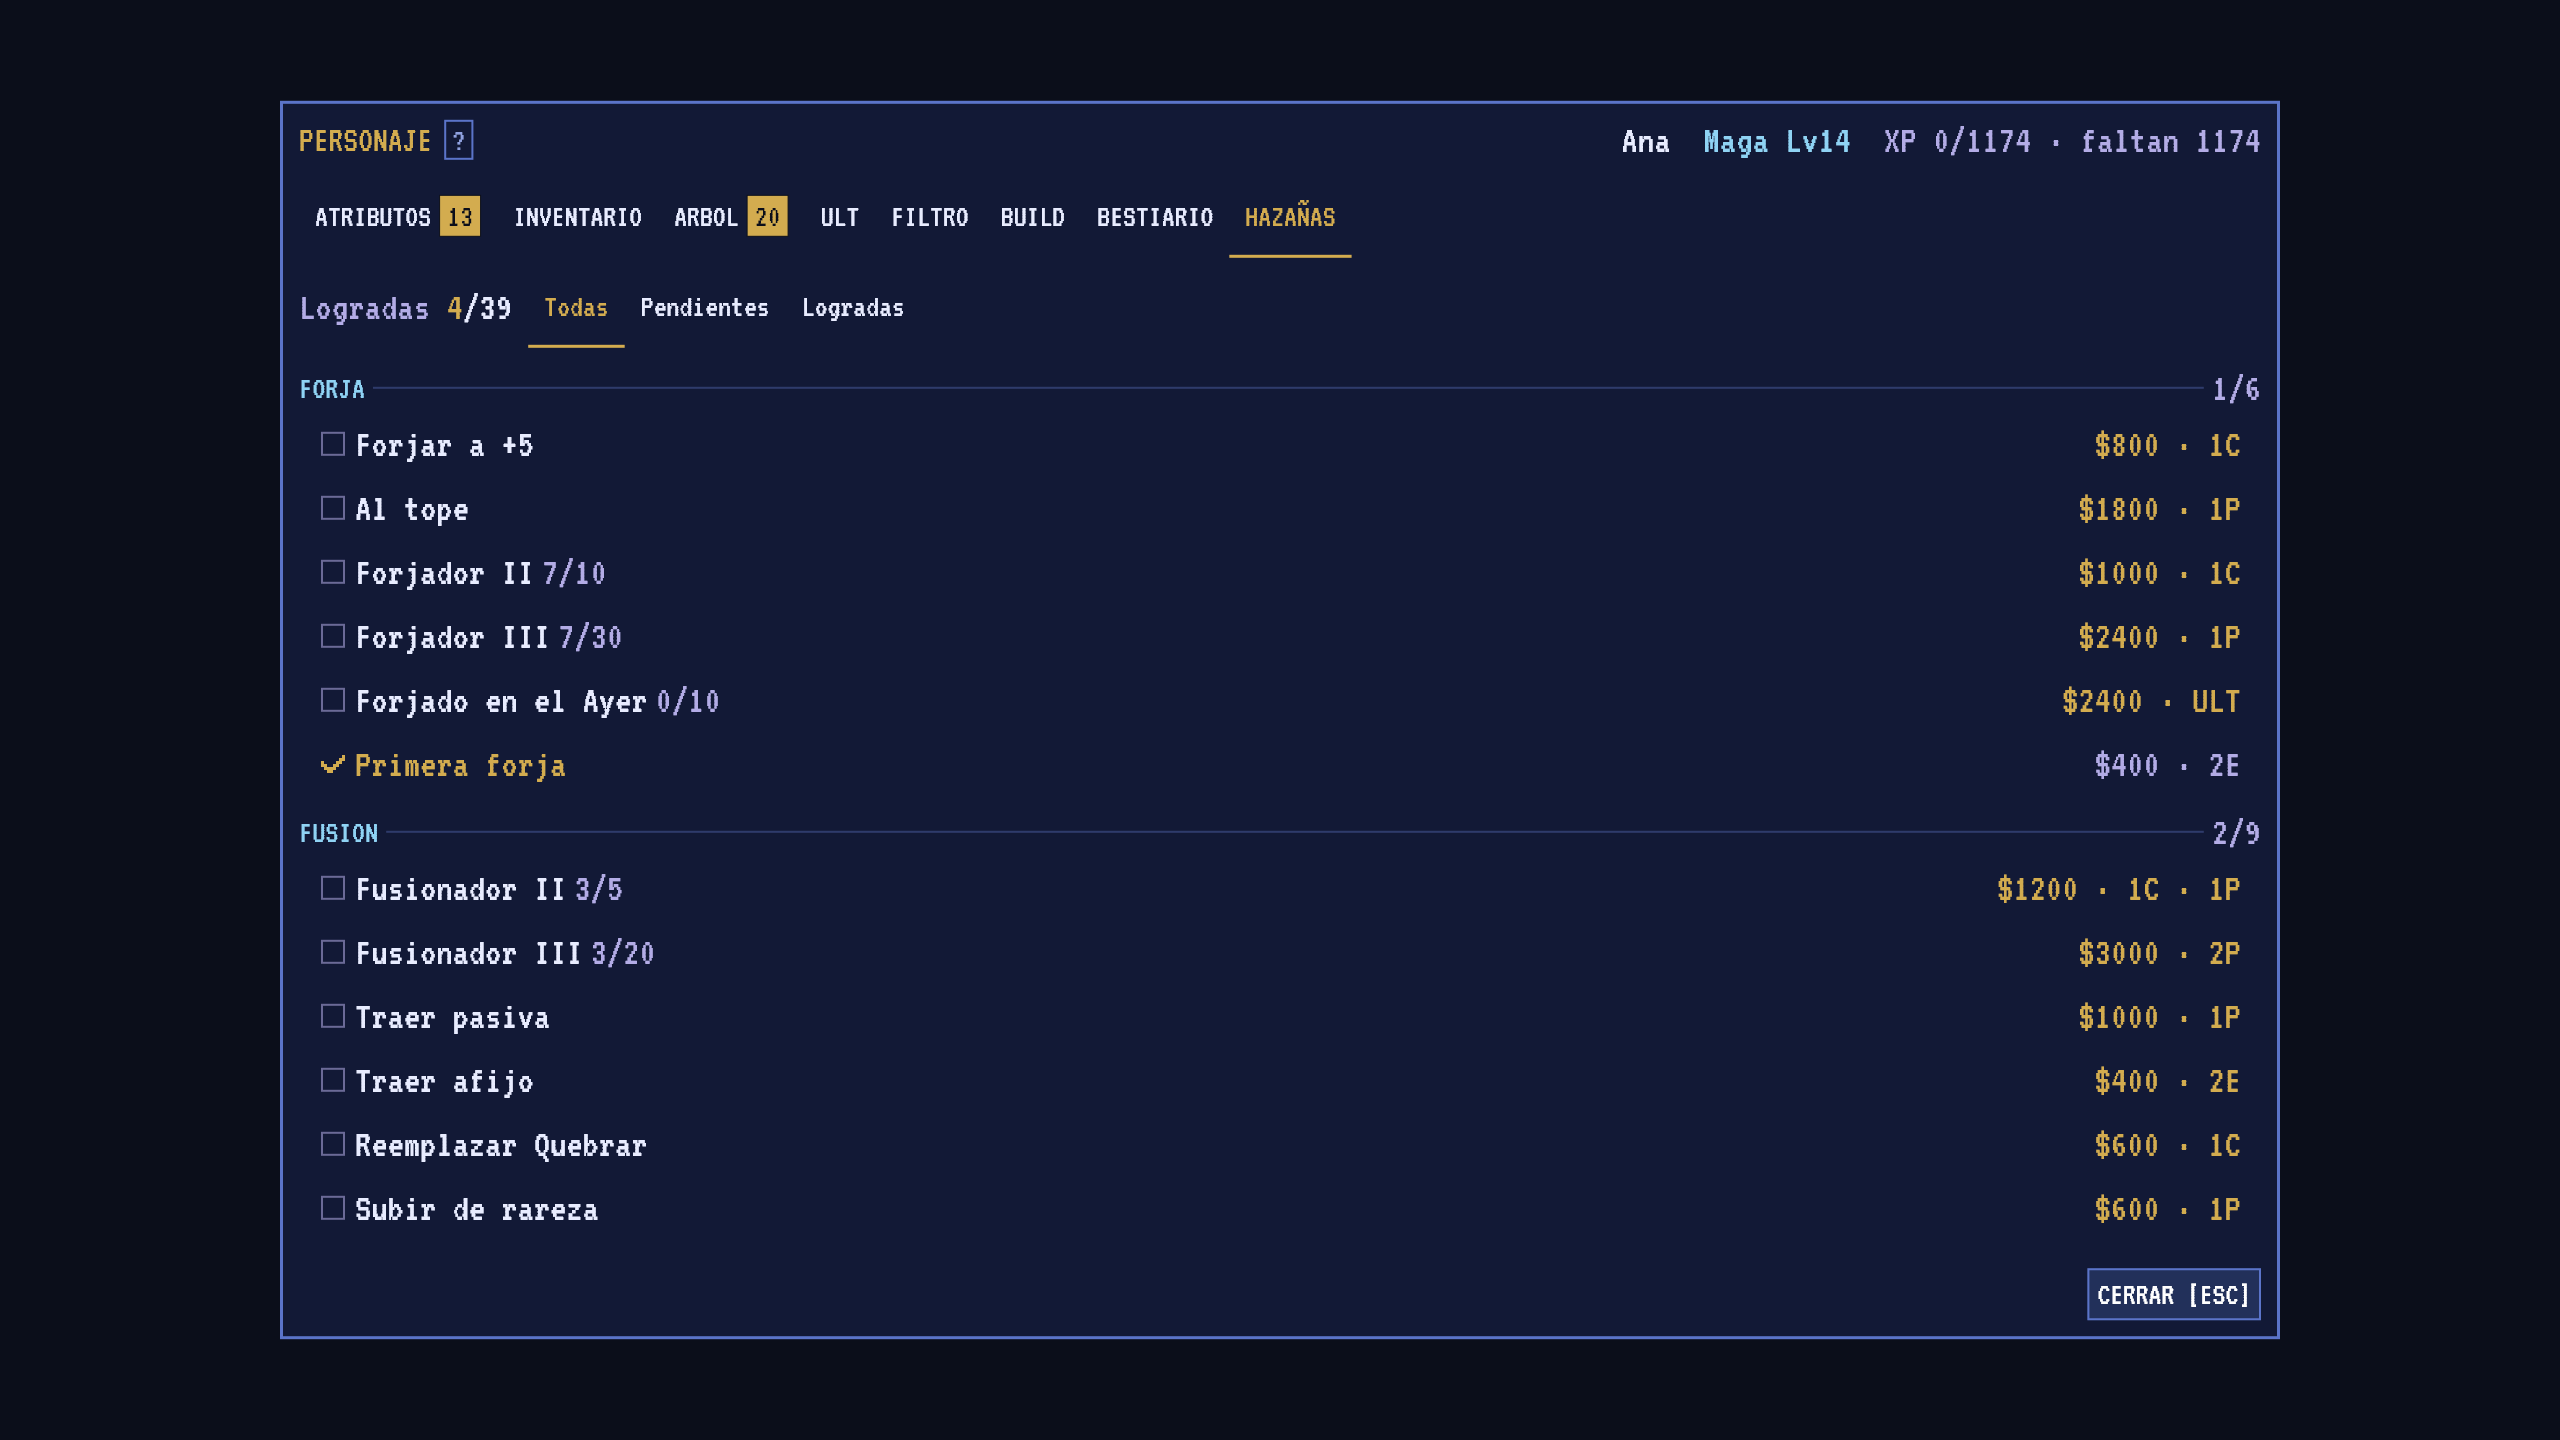 PERSONAJE ? Ana Maga Lv14 XP 0/1174 · faltan 1174
ATRIBUTOS 13 INVENTARIO ARBOL 20 ULT FILTRO BUILD BESTIARIO HAZAÑAS
Logradas 4/39 Todas Pendientes Logradas
FORJA 1/6
Forjar a +5 $800 · 1C
Al tope $1800 · 1P
Forjador II 7/10 $1000 · 1C
Forjador III 7/30 $2400 · 1P
Forjado en el Ayer 0/10 $2400 · ULT
Primera forja $400 · 2E
FUSION 2/9
Fusionador II 3/5 $1200 · 1C · 1P
Fusionador III 3/20 $3000 · 2P
Traer pasiva $1000 · 1P
Traer afijo $400 · 2E
Reemplazar Quebrar $600 · 1C
Subir de rareza $600 · 1P
CERRAR [ESC]